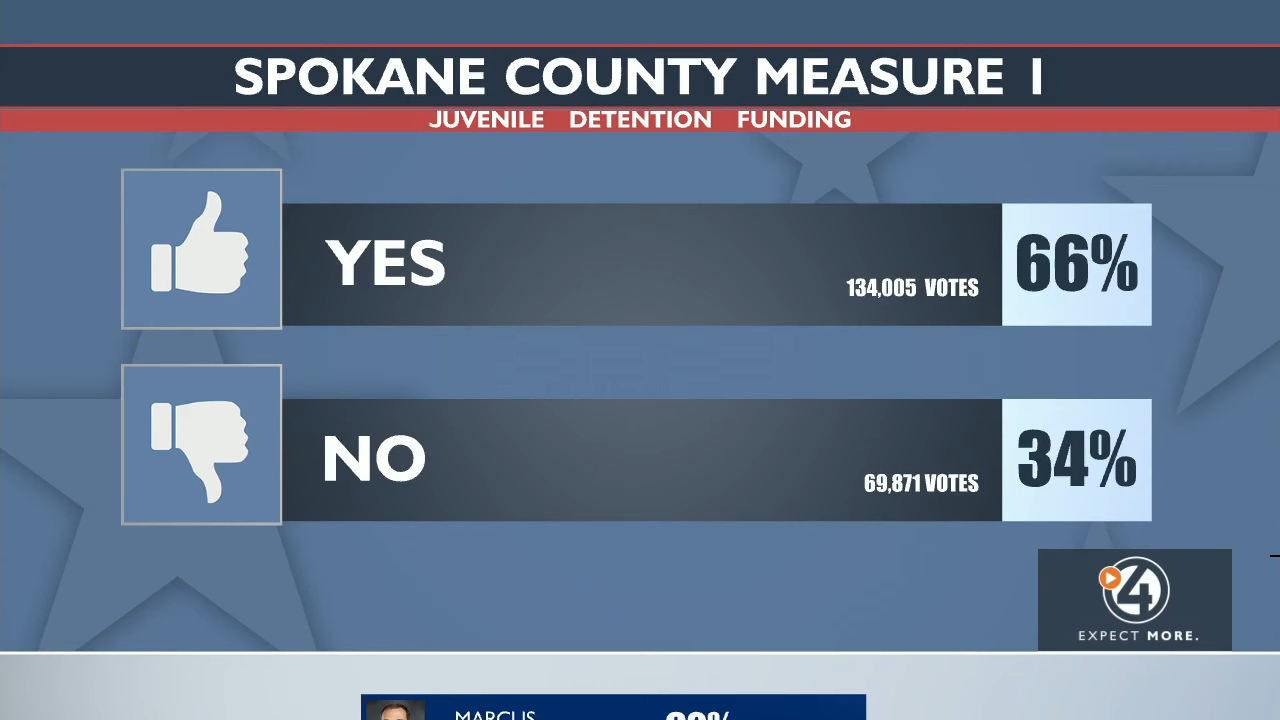 SPOKANE COUNTY MEASURE 1
JUVENILE DETENTION FUNDING
YES
134,005 VOTES
66%
NO
69,871 VOTES
34%
4
EXPECT MORE.
MARCUS